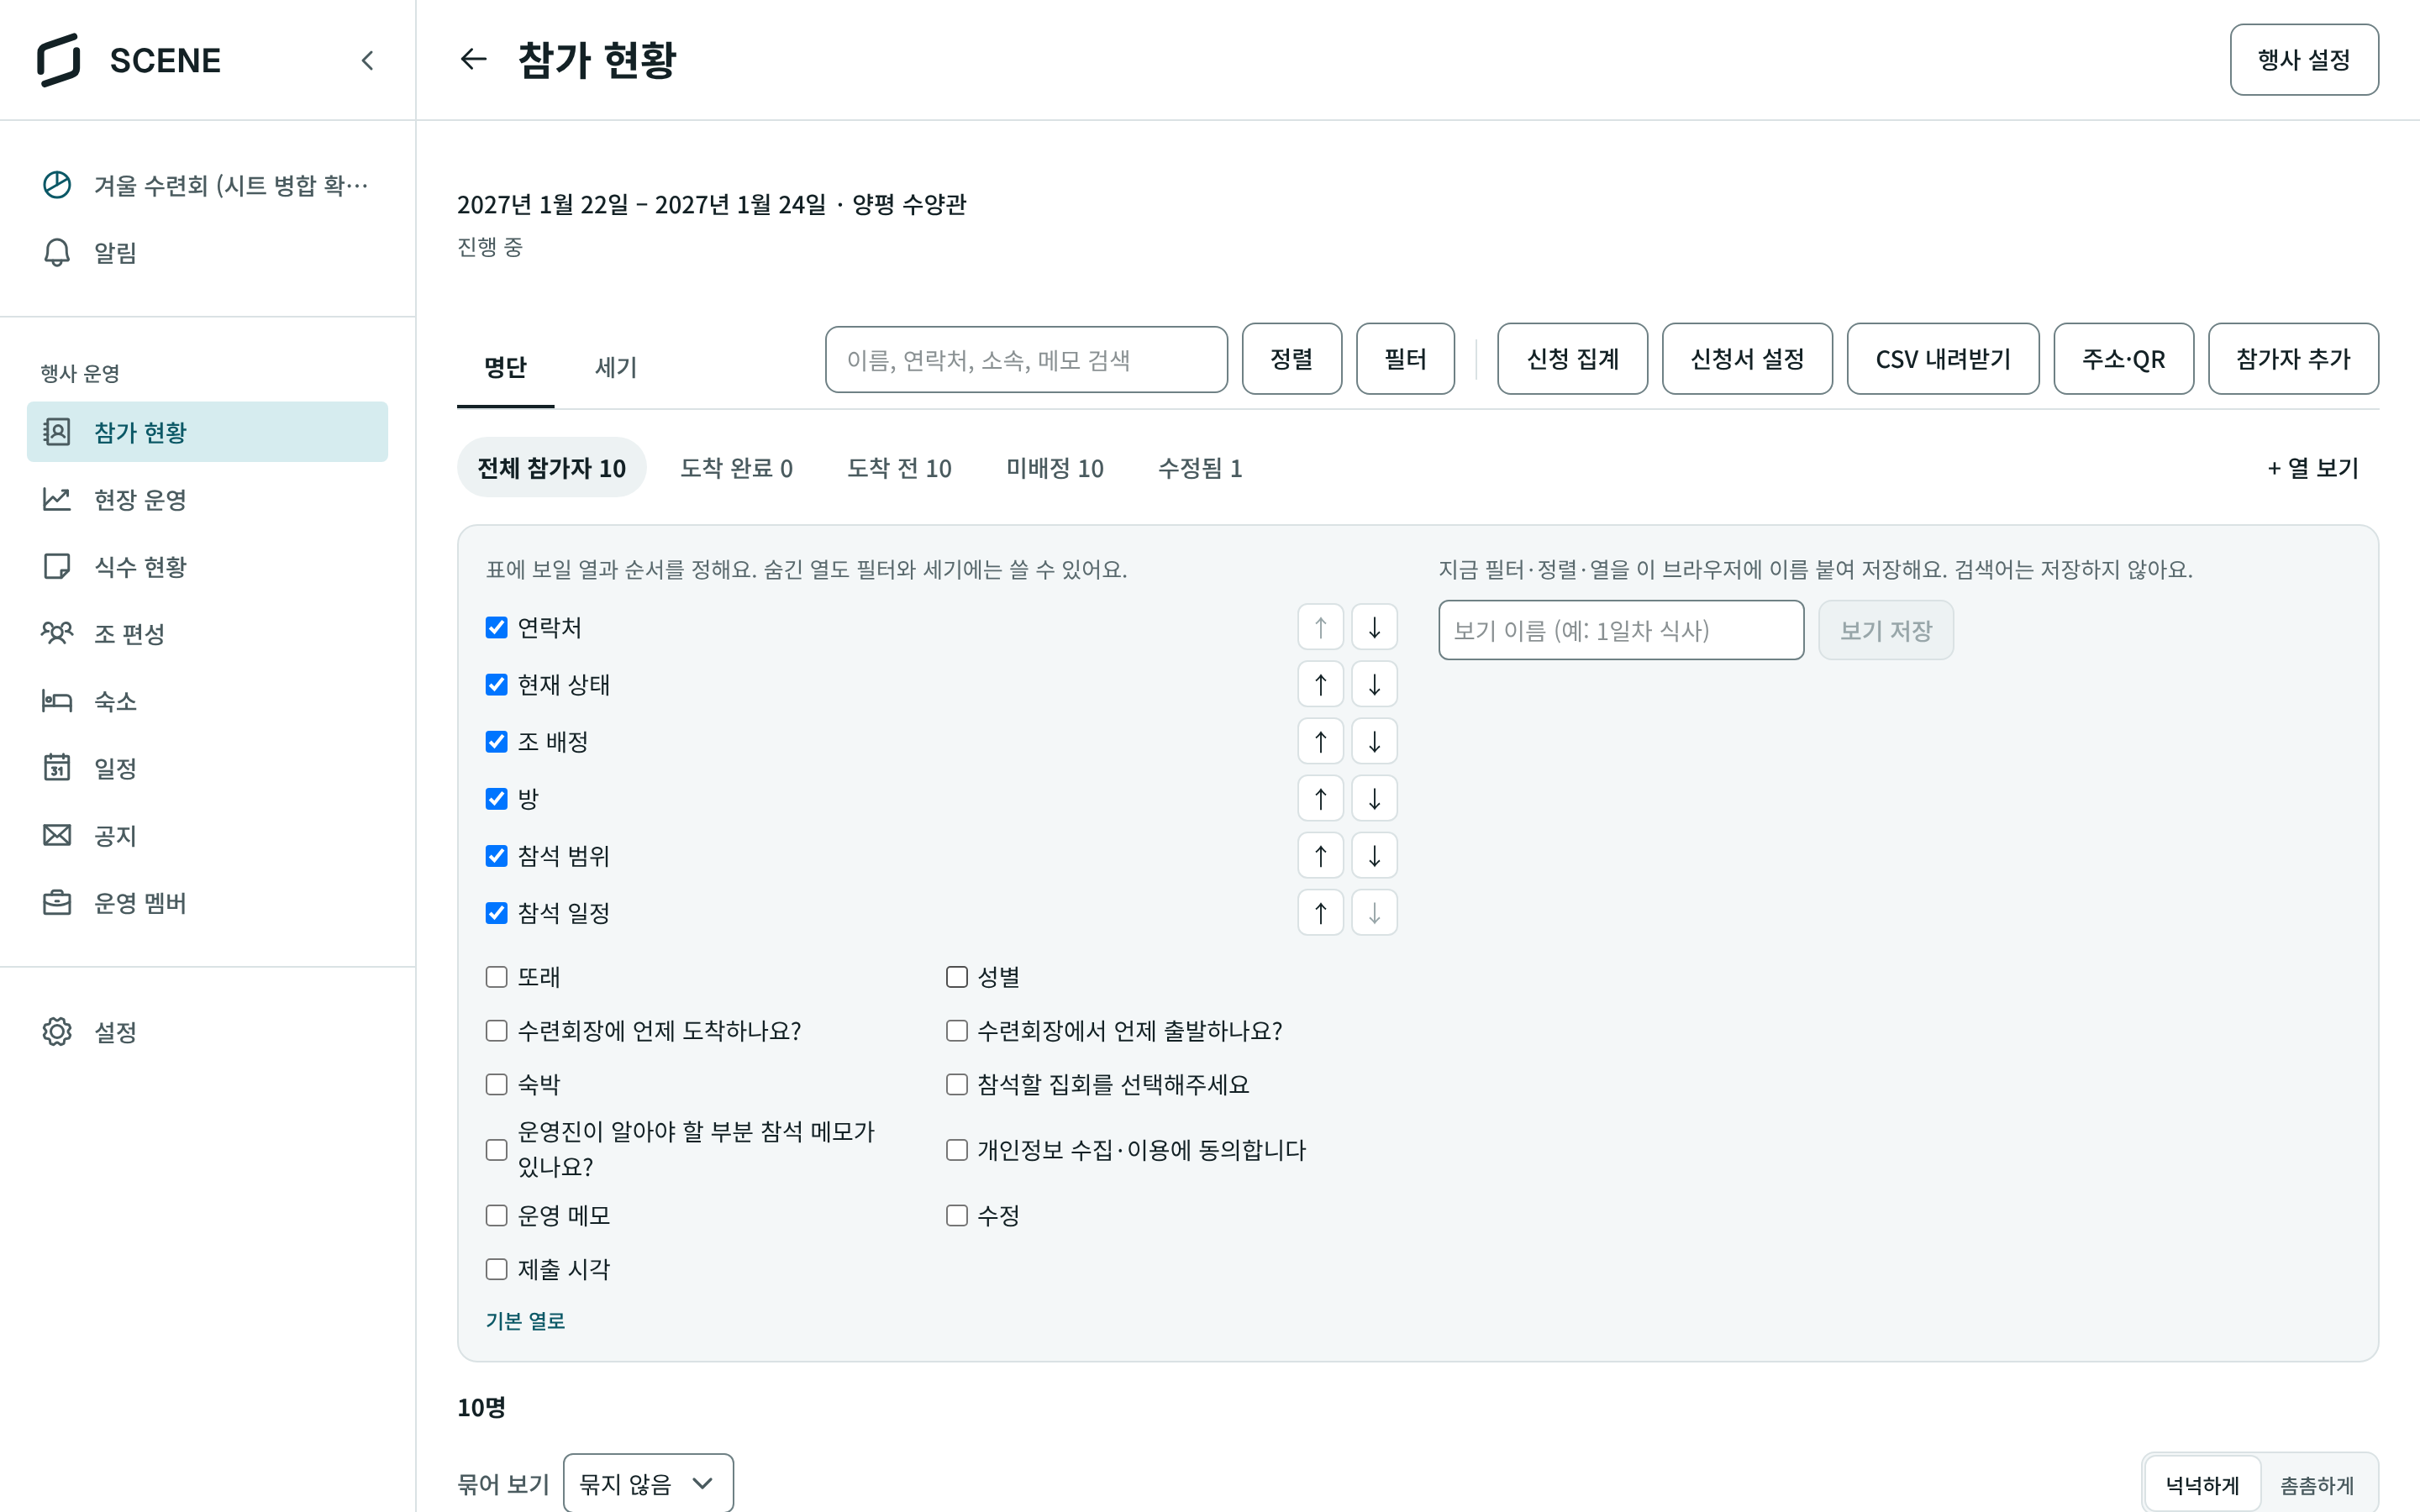 SCENE
참가 현황
행사 설정
겨울 수련회 (시트 병합 확…
알림
행사 운영
참가 현황
현장 운영
식수 현황
조 편성
숙소
31
일정
공지
운영 멤버
설정
2027년 1월 22일 – 2027년 1월 24일 · 양평 수양관
진행 중
명단
세기
이름, 연락처, 소속, 메모 검색
정렬
필터
신청 집계
신청서 설정
CSV 내려받기
주소·QR
참가자 추가
전체 참가자 10
도착 완료 0
도착 전 10
미배정 10
수정됨 1
+ 열 보기
표에 보일 열과 순서를 정해요. 숨긴 열도 필터와 세기에는 쓸 수 있어요.
연락처
↑ ↓
현재 상태
↑ ↓
조 배정
↑ ↓
방
↑ ↓
참석 범위
↑ ↓
참석 일정
↑ ↓
또래
성별
수련회장에 언제 도착하나요?
수련회장에서 언제 출발하나요?
숙박
참석할 집회를 선택해주세요
운영진이 알아야 할 부분 참석 메모가
있나요?
개인정보 수집·이용에 동의합니다
운영 메모
수정
제출 시각
기본 열로
지금 필터·정렬·열을 이 브라우저에 이름 붙여 저장해요. 검색어는 저장하지 않아요.
보기 이름 (예: 1일차 식사)
보기 저장
10명
묶어 보기
묶지 않음
넉넉하게
촘촘하게